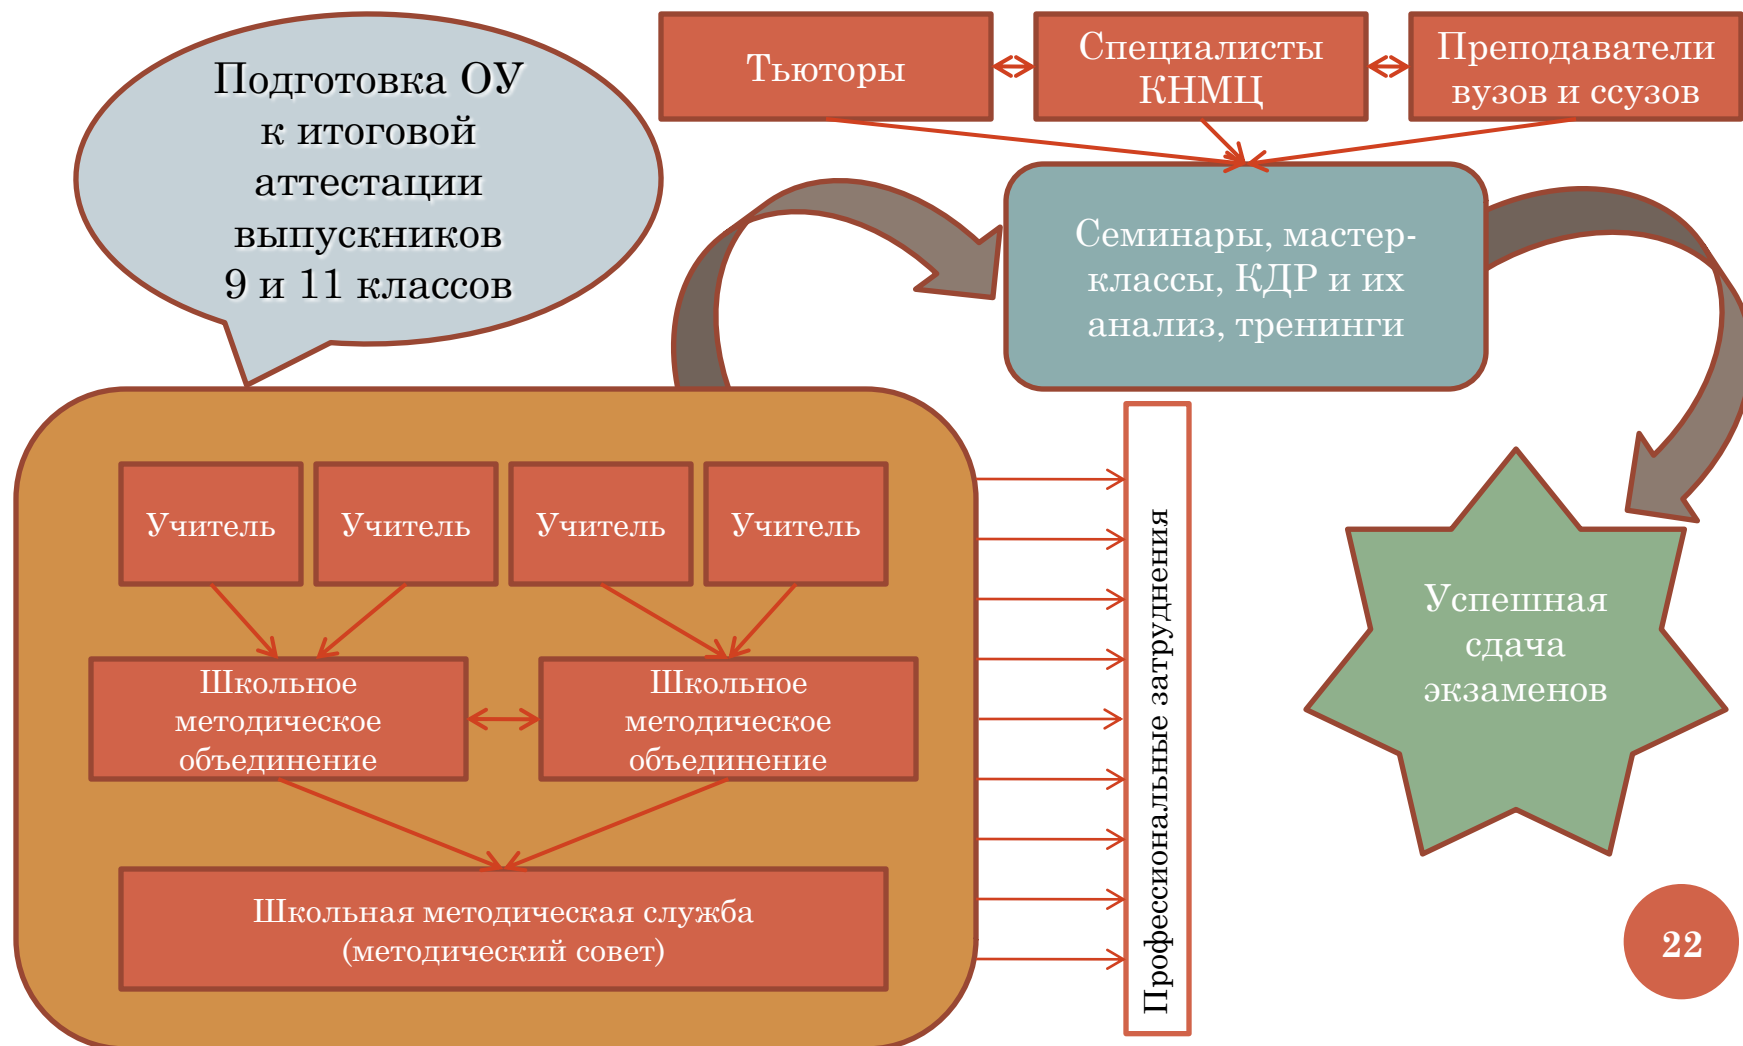 Подготовка ОУ
к итоговой
аттестации
выпускников
9 и 11 классов
Тьюторы
Специалисты
КНМЦ
Преподаватели
вузов и ссузов
Семинары, мастер-
классы, КДР и их
анализ, тренинги
Учитель
Учитель
Учитель
Учитель
Школьное
методическое
объединение
Школьное
методическое
объединение
Школьная методическая служба
(методический совет)
Профессиональные затруднения
Успешная
сдача
экзаменов
22